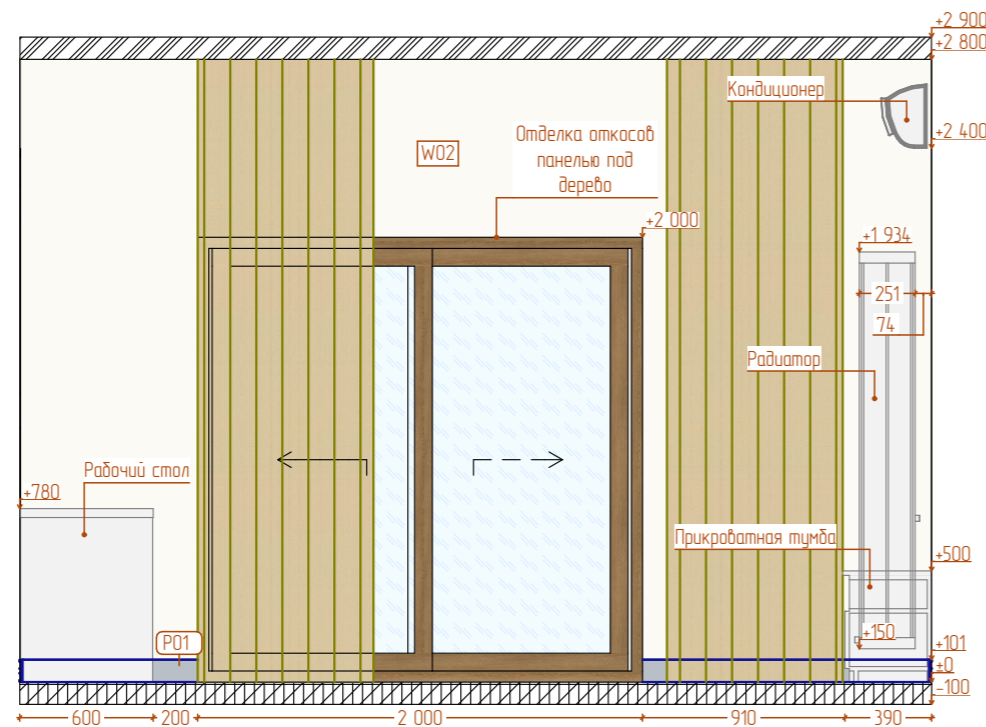 +2 900
+2 800
Кондиционер
+2 400
Отделка откосов
панелью под
дерево
W02
+2 000
+1 934
251
74
Радиатор
Рабочий стол
+780
Прикроватная тумба
+500
P01
+150
+101
±0
-100
600
200
2 000
910
390